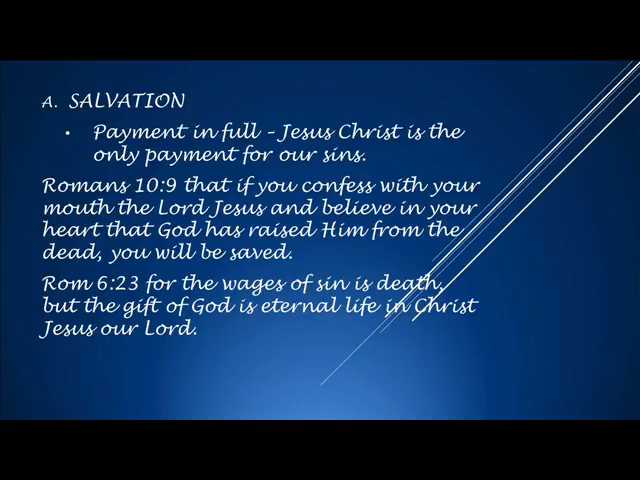 A. SALVATION
• Payment in full – Jesus Christ is the
only payment for our sins.
Romans 10:9 that if you confess with your
mouth the Lord Jesus and believe in your
heart that God has raised Him from the
dead, you will be saved.
Rom 6:23 for the wages of sin is death,
but the gift of God is eternal life in Christ
Jesus our Lord.